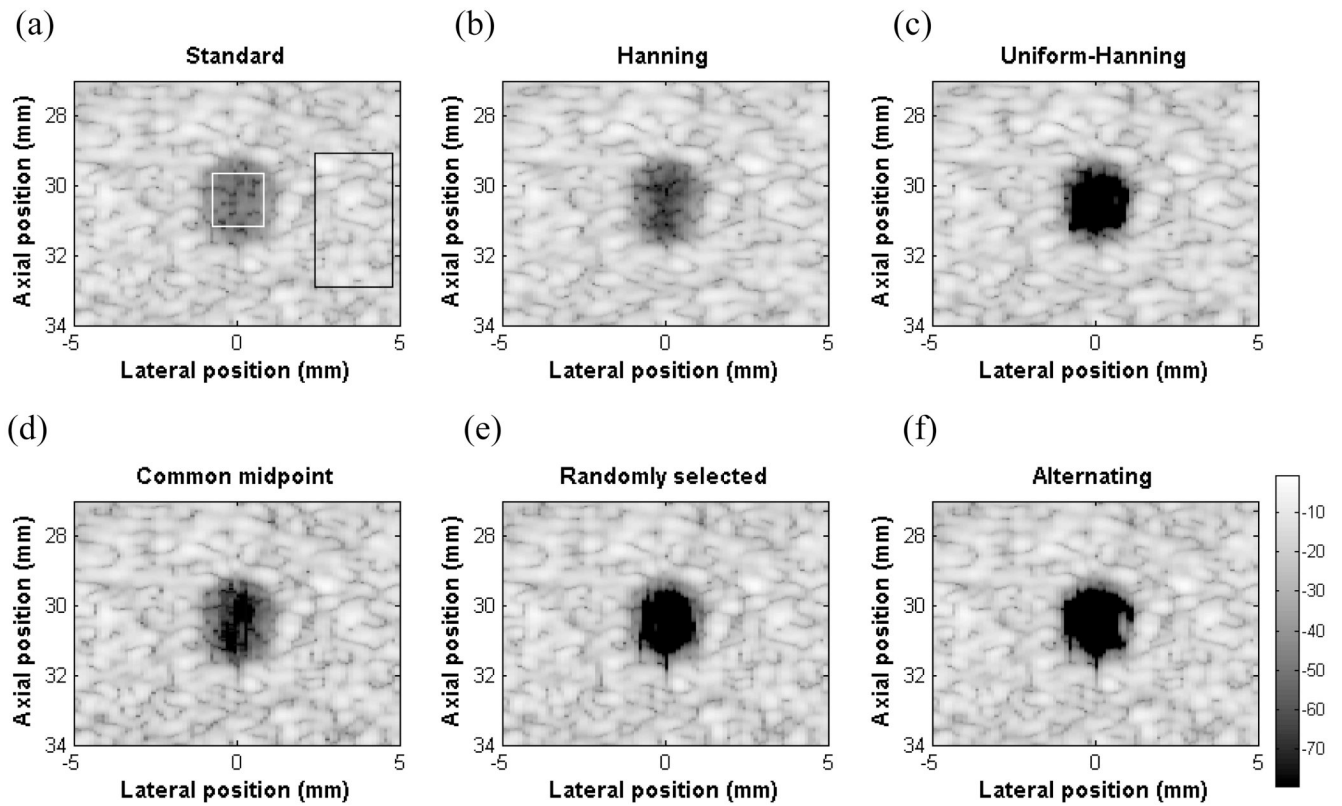 (a)
Standard
Axial position (mm)
28
30
32
34
-5
0
5
Lateral position (mm)
(b)
Hanning
Axial position (mm)
28
30
32
34
-5
0
5
Lateral position (mm)
(c)
Uniform-Hanning
Axial position (mm)
28
30
32
34
-5
0
5
Lateral position (mm)
(d)
Common midpoint
Axial position (mm)
28
30
32
34
-5
0
5
Lateral position (mm)
(e)
Randomly selected
Axial position (mm)
28
30
32
34
-5
0
5
Lateral position (mm)
(f)
Alternating
Axial position (mm)
28
30
32
34
-5
0
5
Lateral position (mm)
-10
-20
-30
-40
-50
-60
-70